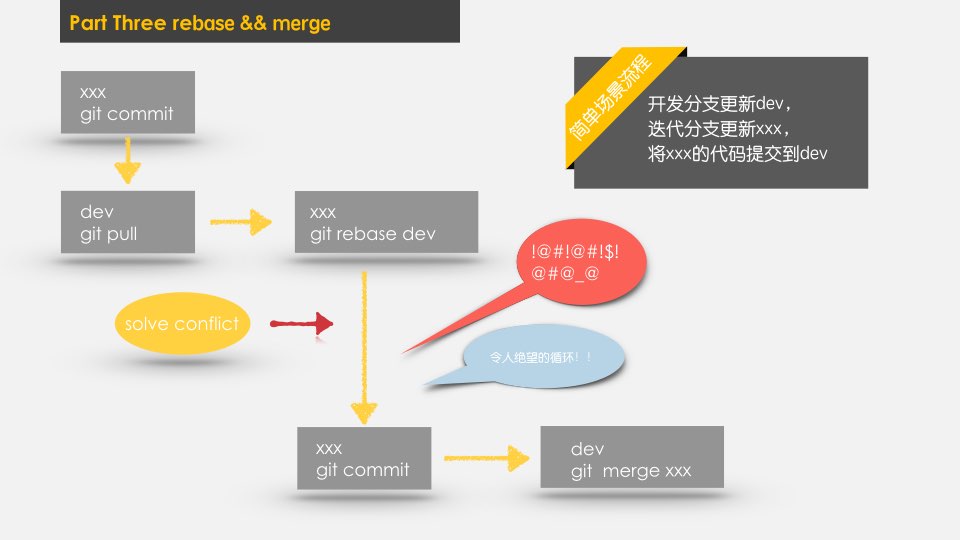 Part Three rebase && merge
xxx
git commit
简单场景流程
开发分支更新dev，
迭代分支更新xxx，
将xxx的代码提交到dev
dev
git pull
xxx
git rebase dev
!@#!@#!$!
@#@_@
solve conflict
令人绝望的循环！！
xxx
git commit
dev
git  merge xxx